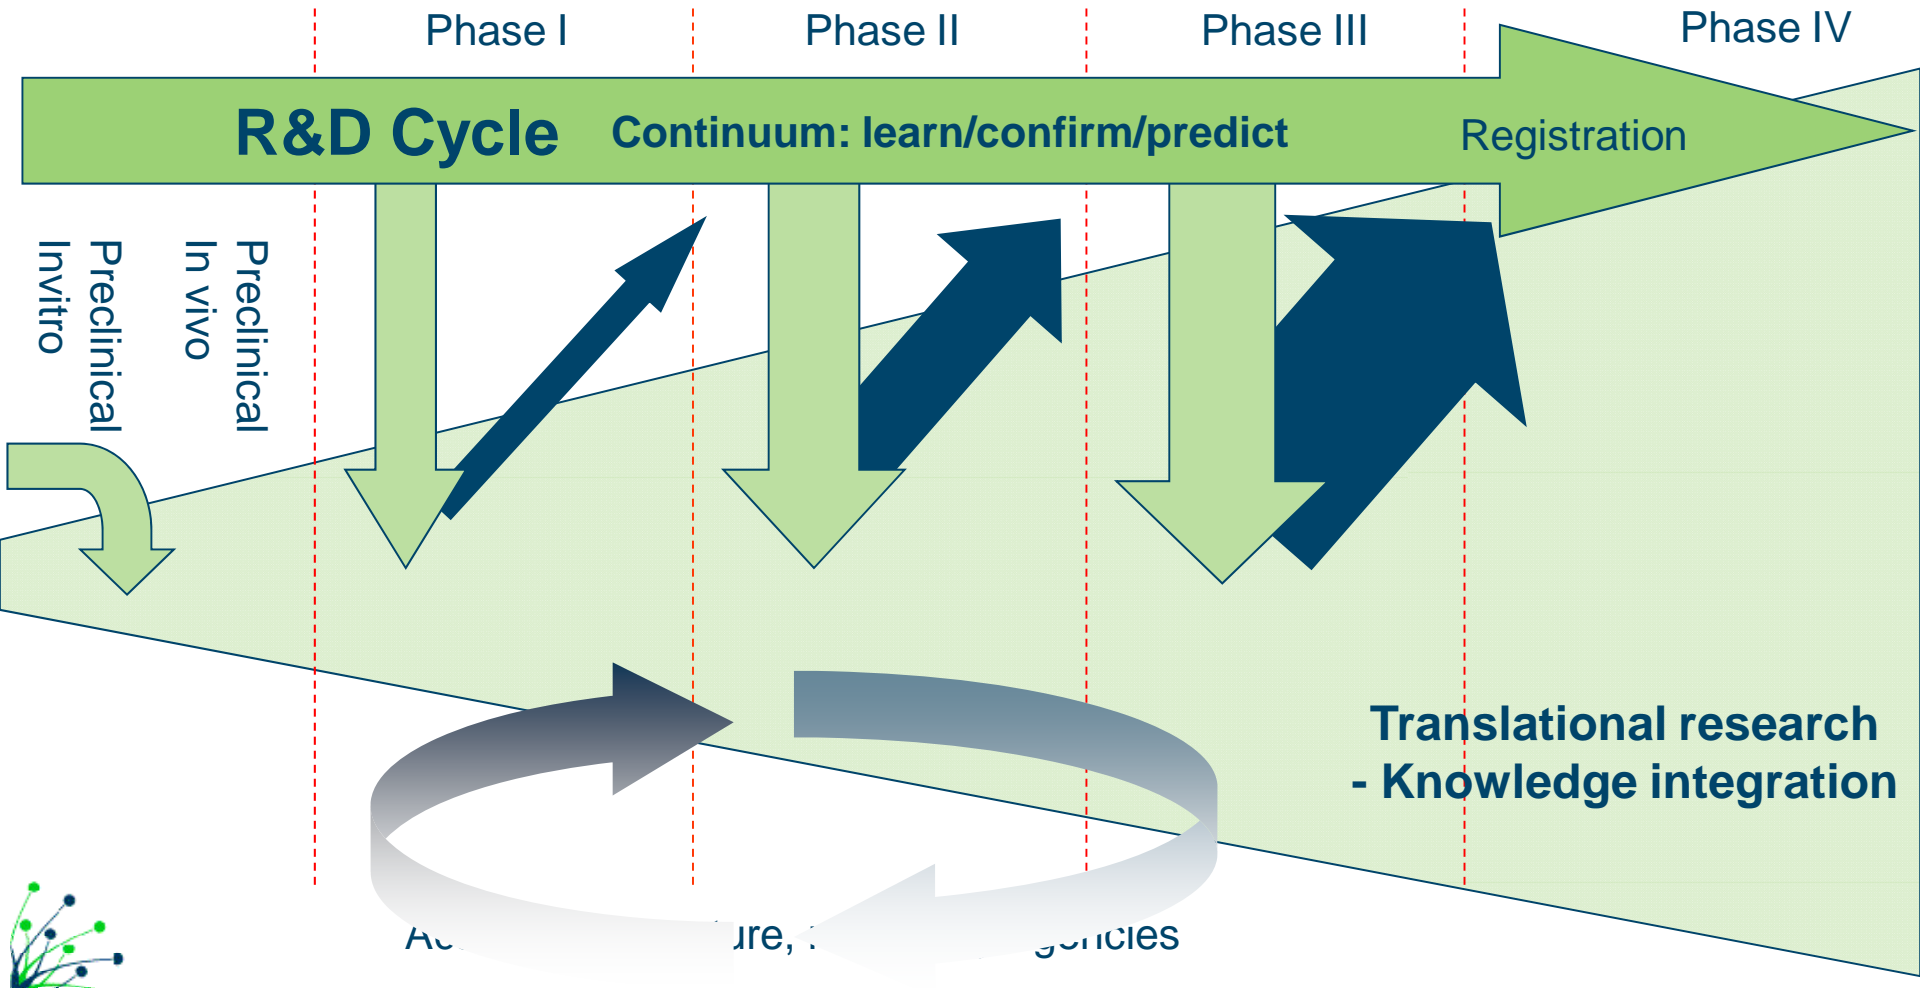 Phase I
Phase II
Phase III
Phase IV
R&D Cycle
Continuum: learn/confirm/predict
Registration
Preclinical
Invitro
Preclinical
In vivo
Translational research
- Knowledge integration